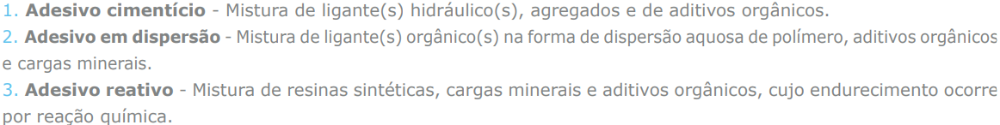 1. Adesivo cimentício - Mistura de ligante(s) hidráulico(s), agregados e de aditivos orgânicos.
2. Adesivo em dispersão - Mistura de ligante(s) orgânico(s) na forma de dispersão aquosa de polímero, aditivos orgânicos
e cargas minerais.
3. Adesivo reativo - Mistura de resinas sintéticas, cargas minerais e aditivos orgânicos, cujo endurecimento ocorre
por reação química.